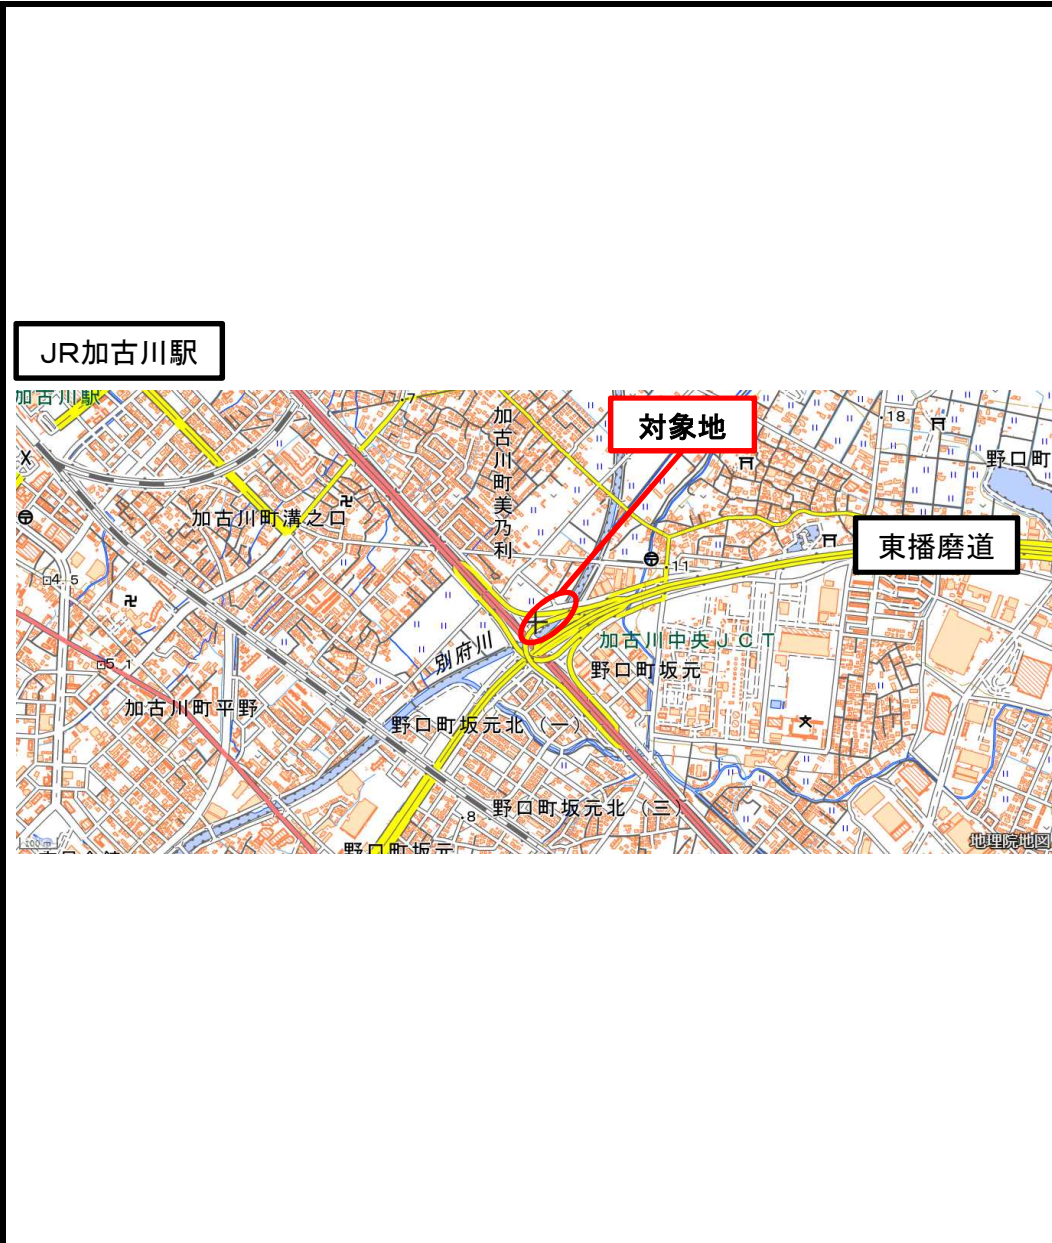 JR加古川駅
加古川駅
7
対象地
18
野口町
加古川町美乃利
加古川町溝之口
東播磨道
11
4.5
別府川
加古川中央JCT
野口町坂元
5.1
加古川町平野
野口町坂元北(一)
野口町坂元北(三)
8
野口町坂元
100m
地理院地図